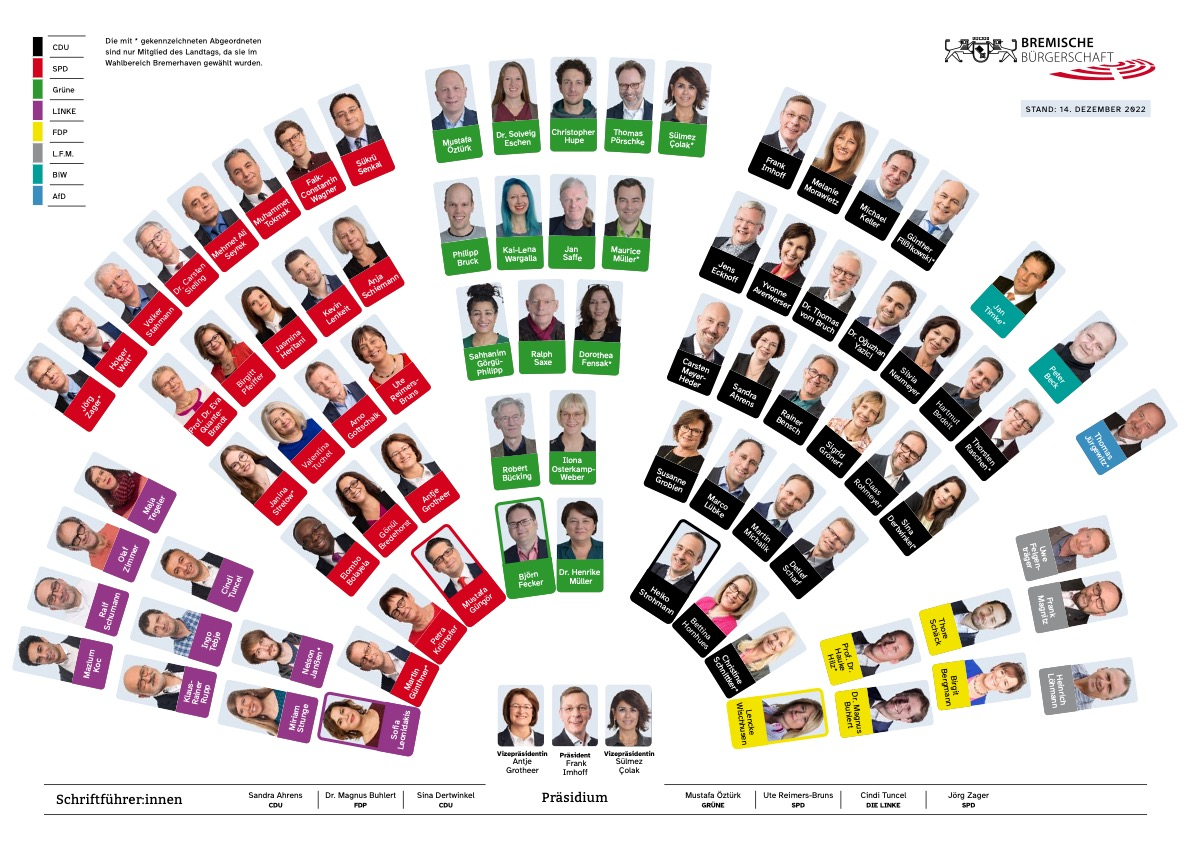 CDU
SPD
Grüne
LINKE
FDP
L.F.M.
BIW
AfD
Die mit * gekennzeichneten Abgeordneten
sind nur Mitglied des Landtags, da sie im
Wahlbereich Bremerhaven gewählt wurden.
BREMISCHE
BÜRGERSCHAFT
STAND: 14. DEZEMBER 2022
Jörg
Zager*
Holger
Welt*
Volker
Stahmann
Dr. Carsten
Sieling
Mehmet Ali
Seyrek
Muhammet
Tokmak
Falk-
Constantin
Wagner
Sükrü
Senkal
Prof. Dr. Eva
Quante-
Brandt
Birgitt
Pfeiffer
Jasmina
Heritani
Kevin
Lenkeit
Anja
Schiemann
Janina
Strelow*
Valentina
Tuchel
Arno
Gottschalk
Ute
Reimers-
Bruns
Elombo
Bolayela
Gönül
Bredehorst
Antje
Grotheer
Martin
Günthner*
Petra
Krümpfer
Mustafa
Güngör
Mustafa
Öztürk
Dr. Solveig
Eschen
Christopher
Hupe
Thomas
Pörschke
Sülmez
Çolak*
Philipp
Bruck
Kai-Lena
Wargalla
Jan
Saffe
Maurice
Müller*
Sahhanim
Görgü-
Philipp
Ralph
Saxe
Dorothea
Fensak*
Robert
Bücking
Ilona
Osterkamp-
Weber
Björn
Fecker
Dr. Henrike
Müller
Frank
Imhoff
Melanie
Morawietz
Michael
Keller
Günther
Flißikowski*
Jens
Eckhoff
Yvonne
Averwerser
Dr. Thomas
vom Bruch
Dr. Oğuzhan
Yazici
Silvia
Neumeyer
Hartmut
Bodeit
Thorsten
Raschen*
Carsten
Meyer-
Heder
Sandra
Ahrens
Rainer
Bensch
Sigrid
Grönert
Claas
Rohmeyer
Sina
Dertwinkel*
Susanne
Grobien
Marco
Lübke
Martin
Michalik
Detlef
Scharf
Heiko
Strohmann
Bettina
Hornhues
Christine
Schnittker*
Jan
Timke*
Peter
Beck
Thomas
Jürgewitz*
Maja
Tegeler
Olaf
Zimmer
Ralf
Schumann
Mazlum
Koc
Cindi
Tuncel
Ingo
Tebje
Klaus-
Rainer
Rupp
Nelson
Janßen*
Miriam
Strunge
Sofia
Leonidakis
Uwe
Felgen-
träger
Frank
Magnitz
Heinrich
Löhmann
Thore
Schäck
Birgit
Bergmann
Prof. Dr.
Hauke
Hilz*
Dr. Magnus
Buhlert
Lencke
Wischhusen
Vizepräsidentin
Antje
Grotheer
Präsident
Frank
Imhoff
Vizepräsidentin
Sülmez
Çolak
Schriftführer:innen
Sandra Ahrens
CDU
Dr. Magnus Buhlert
FDP
Sina Dertwinkel
CDU
Präsidium
Mustafa Öztürk
GRÜNE
Ute Reimers-Bruns
SPD
Cindi Tuncel
DIE LINKE
Jörg Zager
SPD